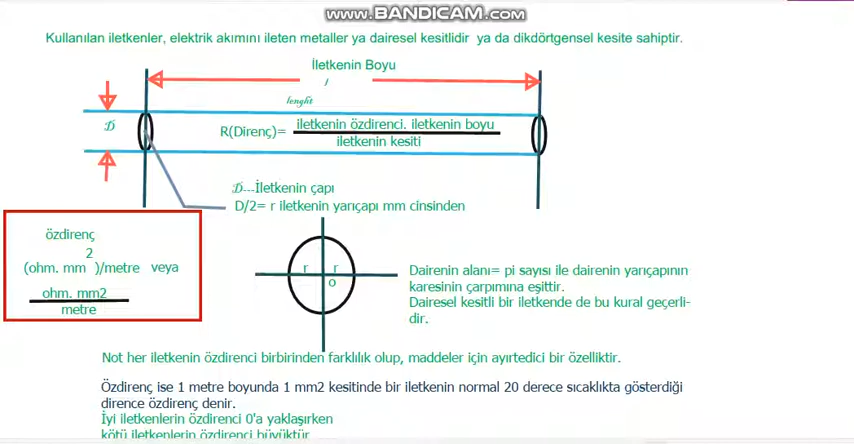 www.BANDICAM.com
Kullanılan iletkenler, elektrik akımını ileten metaller ya dairesel kesitlidir ya da dikdörtgensel kesite sahiptir.
İletkenin Boyu
l
lenght
D
R(Direnç)= iletkenin özdirenci. iletkenin boyu
iletkenin kesiti
D---İletkenin çapı
D/2= r iletkenin yarıçapı mm cinsinden
özdirenç
2
(ohm. mm )/metre veya
ohm. mm2
metre
r r
o
Dairenin alanı= pi sayısı ile dairenin yarıçapının
karesinin çarpımına eşittir.
Dairesel kesitli bir iletkende de bu kural geçerli-
dir.
Not her iletkenin özdirenci birbirinden farklılık olup, maddeler için ayırtedici bir özelliktir.
Özdirenç ise 1 metre boyunda 1 mm2 kesitinde bir iletkenin normal 20 derece sıcaklıkta gösterdiği
dirence özdirenç denir.
İyi iletkenlerin özdirenci 0'a yaklaşırken
kötü iletkenlerin özdirenci büyüktür